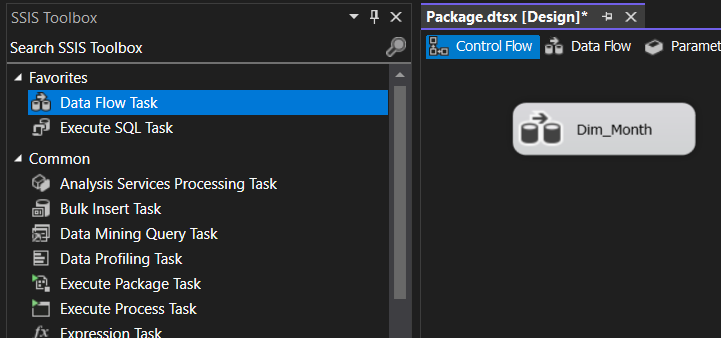 SSIS Toolbox
Search SSIS Toolbox
Favorites
Data Flow Task
Execute SQL Task
Common
Analysis Services Processing Task
Bulk Insert Task
Data Mining Query Task
Data Profiling Task
Execute Package Task
Execute Process Task
fx Expression Task
Package.dtsx [Design]*
Control Flow
Data Flow
Paramet
Dim_Month